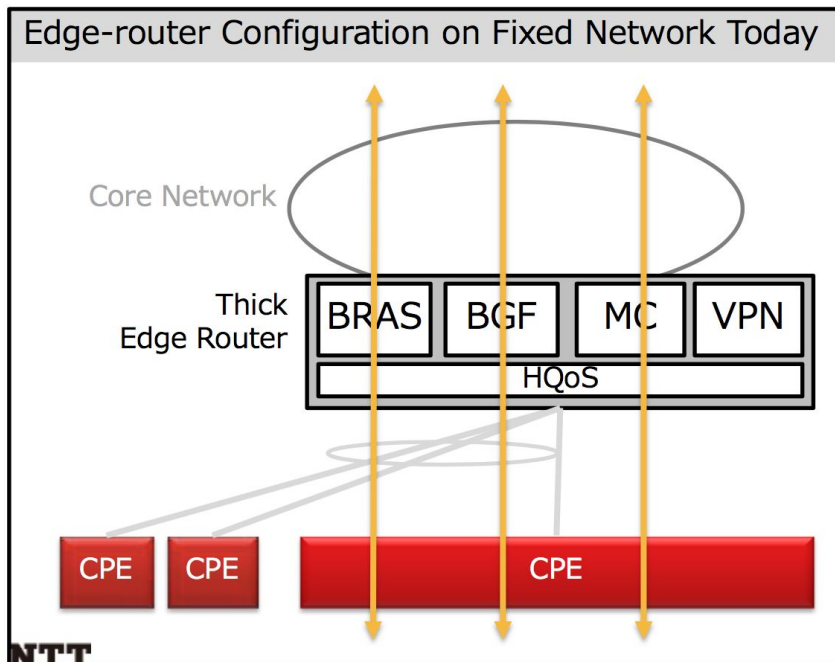 Edge-router Configuration on Fixed Network Today
Core Network
Thick
Edge Router
BRAS
BGF
MC
VPN
HQoS
CPE
CPE
CPE
NTT